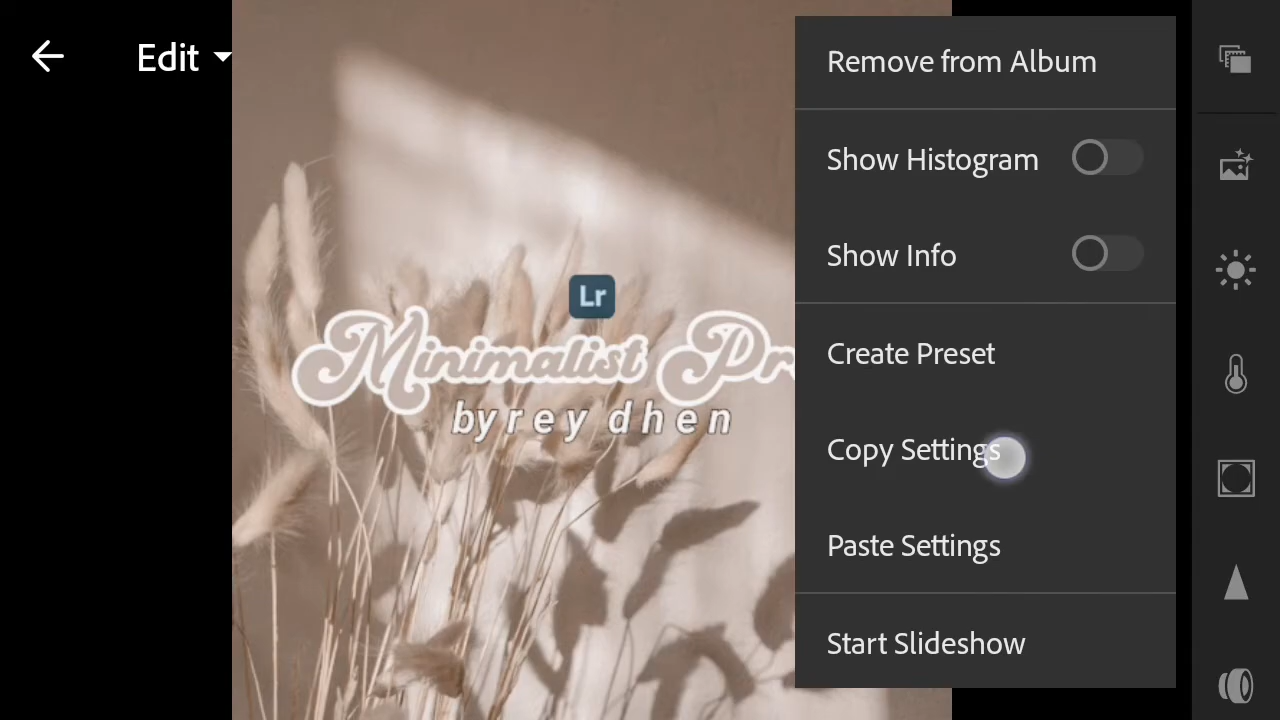 Edit
Remove from Album
Show Histogram
Show Info
Create Preset
Copy Settings
Paste Settings
Start Slideshow
Lr
Minimalist Pr
by rey dhen